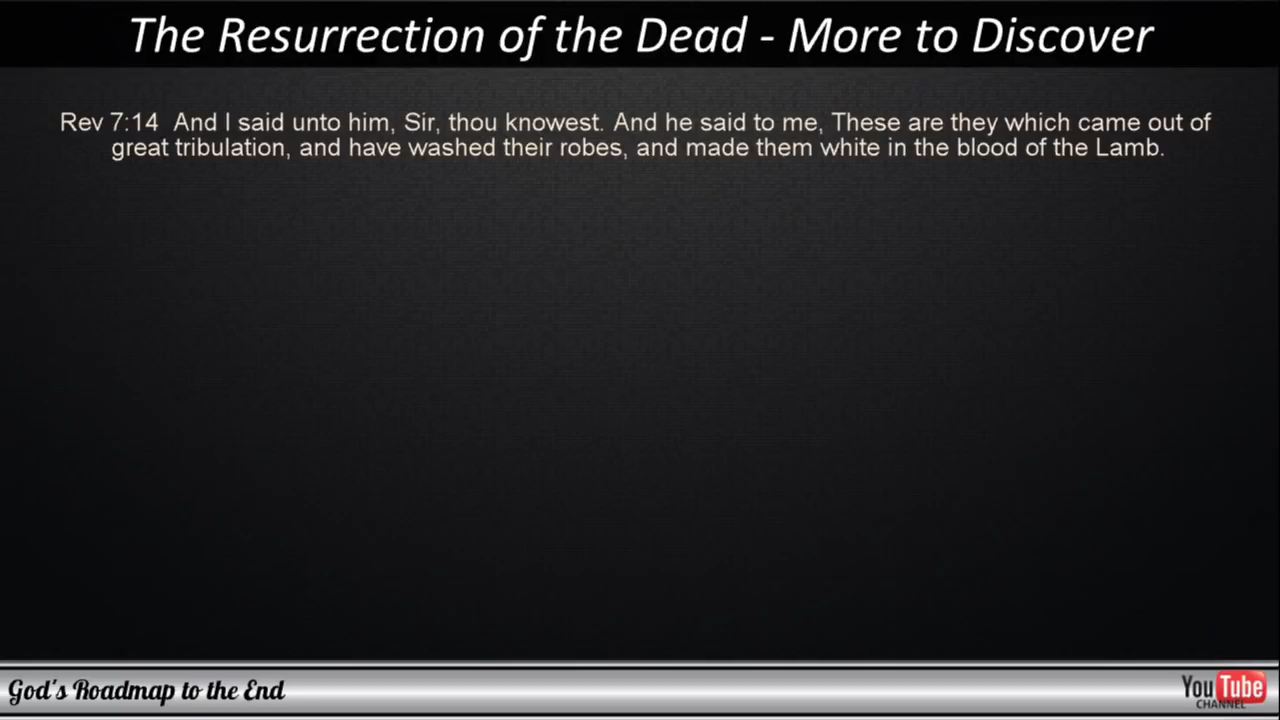 The Resurrection of the Dead - More to Discover
Rev 7:14  And I said unto him, Sir, thou knowest. And he said to me, These are they which came out of
great tribulation, and have washed their robes, and made them white in the blood of the Lamb.
God's Roadmap to the End
YouTube
CHANNEL